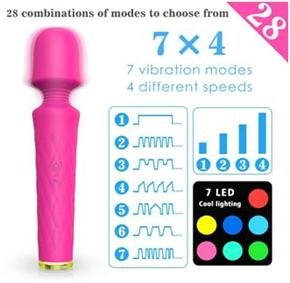 28 combinations of modes to choose from
28
7×4
7 vibration modes
4 different speeds
1
2
3
4
5
6
7
1 2 3 4
7 LED
Cool lighting